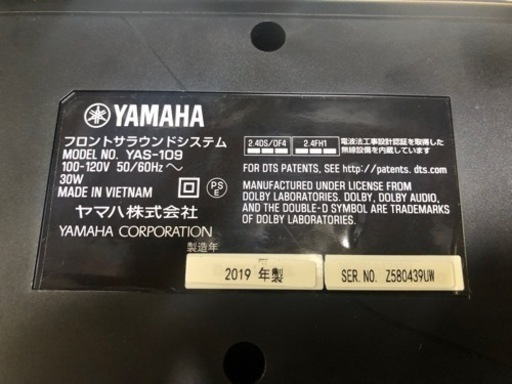 YAMAHA
フロントサラウンドシステム
MODEL NO. YAS-109
100-120V 50/60Hz～
30W
MADE IN VIETNAM
PS
E
ヤマハ株式会社
YAMAHA CORPORATION
2.4DS/OF4
2.4FH1
電波法工事設計認証を取得した
無線設備を内蔵しています
FOR DTS PATENTS, SEE http://patents.dts.com.
MANUFACTURED UNDER LICENSE FROM
DOLBY LABORATORIES. DOLBY, DOLBY AUDIO,
AND THE DOUBLE-D SYMBOL ARE TRADEMARKS
OF DOLBY LABORATORIES.
製造年
2019 年製
SER. NO. Z580439UW